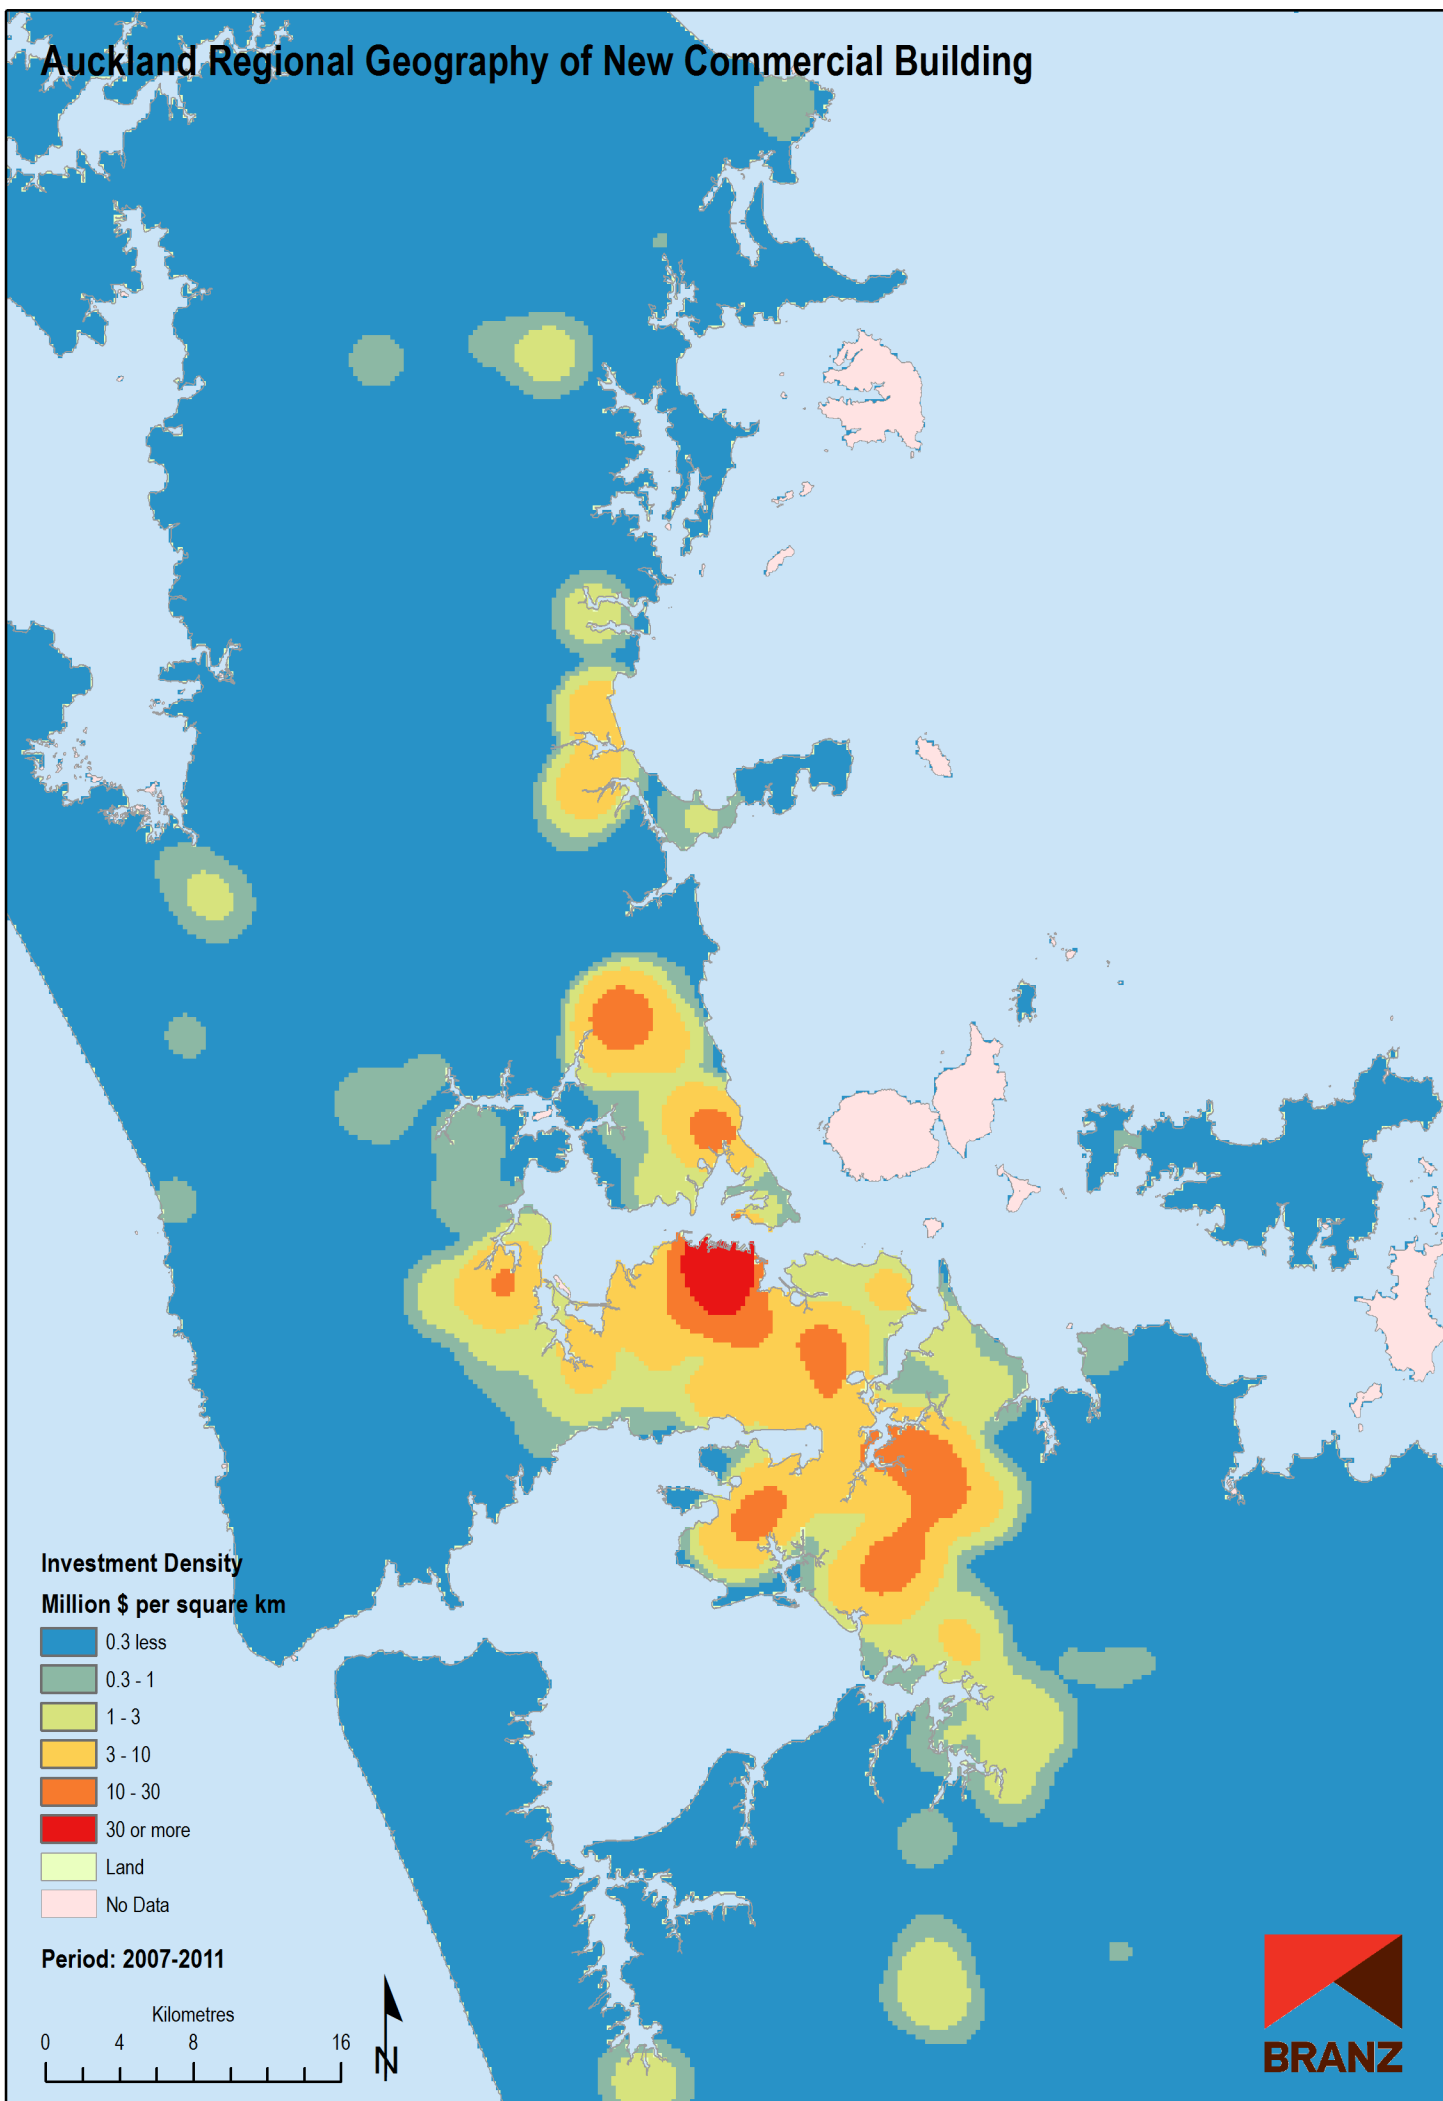 Auckland Regional Geography of New Commercial Building
Investment Density
Million $ per square km
0.3 less
0.3 - 1
1 - 3
3 - 10
10 - 30
30 or more
Land
No Data
Period: 2007-2011
Kilometres
0 4 8 16
N
BRANZ